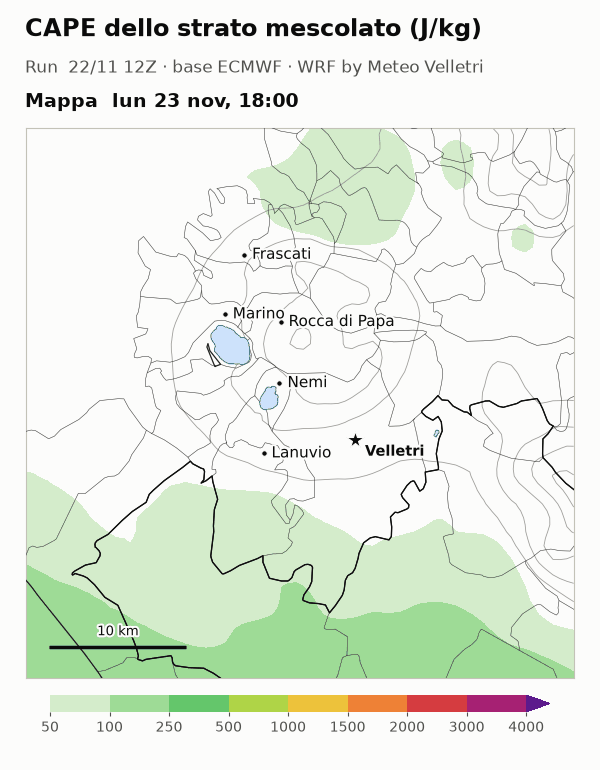 CAPE dello strato mescolato (J/kg)
Run  22/11 12Z · base ECMWF · WRF by Meteo Velletri
Mappa  lun 23 nov, 18:00
Frascati
Marino
Rocca di Papa
Nemi
Velletri
Lanuvio
10 km
50 100 250 500 1000 1500 2000 3000 4000